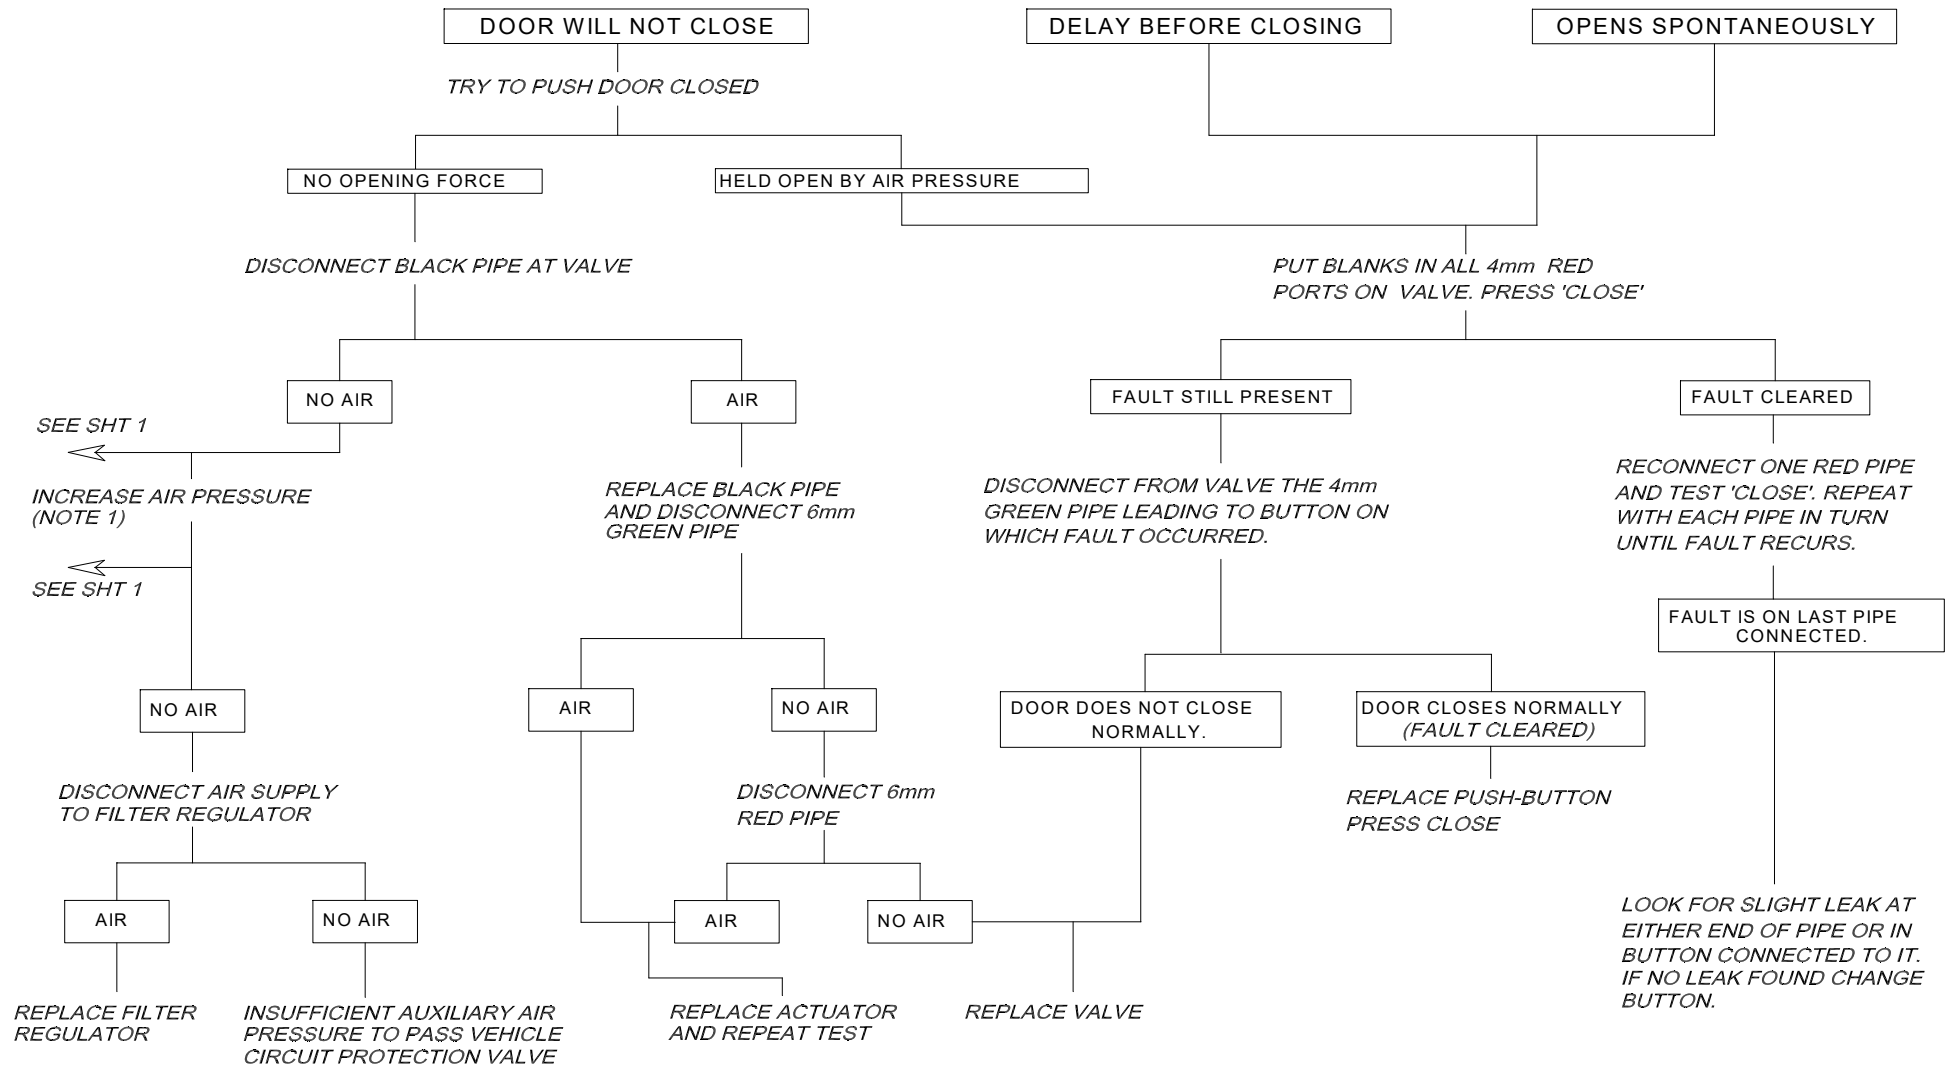 DOOR WILL NOT CLOSE
DELAY BEFORE CLOSING
OPENS SPONTANEOUSLY
TRY TO PUSH DOOR CLOSED
NO OPENING FORCE
HELD OPEN BY AIR PRESSURE
DISCONNECT BLACK PIPE AT VALVE
PUT BLANKS IN ALL 4mm RED
PORTS ON VALVE. PRESS 'CLOSE'
NO AIR
AIR
FAULT STILL PRESENT
FAULT CLEARED
SEE SHT 1
INCREASE AIR PRESSURE
(NOTE 1)
SEE SHT 1
REPLACE BLACK PIPE
AND DISCONNECT 6mm
GREEN PIPE
DISCONNECT FROM VALVE THE 4mm
GREEN PIPE LEADING TO BUTTON ON
WHICH FAULT OCCURRED.
RECONNECT ONE RED PIPE
AND TEST 'CLOSE'. REPEAT
WITH EACH PIPE IN TURN
UNTIL FAULT RECURS.
FAULT IS ON LAST PIPE
CONNECTED.
NO AIR
AIR
NO AIR
DOOR DOES NOT CLOSE
NORMALLY.
DOOR CLOSES NORMALLY
(FAULT CLEARED)
DISCONNECT AIR SUPPLY
TO FILTER REGULATOR
DISCONNECT 6mm
RED PIPE
REPLACE PUSH-BUTTON
PRESS CLOSE
AIR
NO AIR
AIR
NO AIR
LOOK FOR SLIGHT LEAK AT
EITHER END OF PIPE OR IN
BUTTON CONNECTED TO IT.
IF NO LEAK FOUND CHANGE
BUTTON.
REPLACE FILTER
REGULATOR
INSUFFICIENT AUXILIARY AIR
PRESSURE TO PASS VEHICLE
CIRCUIT PROTECTION VALVE
REPLACE ACTUATOR
AND REPEAT TEST
REPLACE VALVE